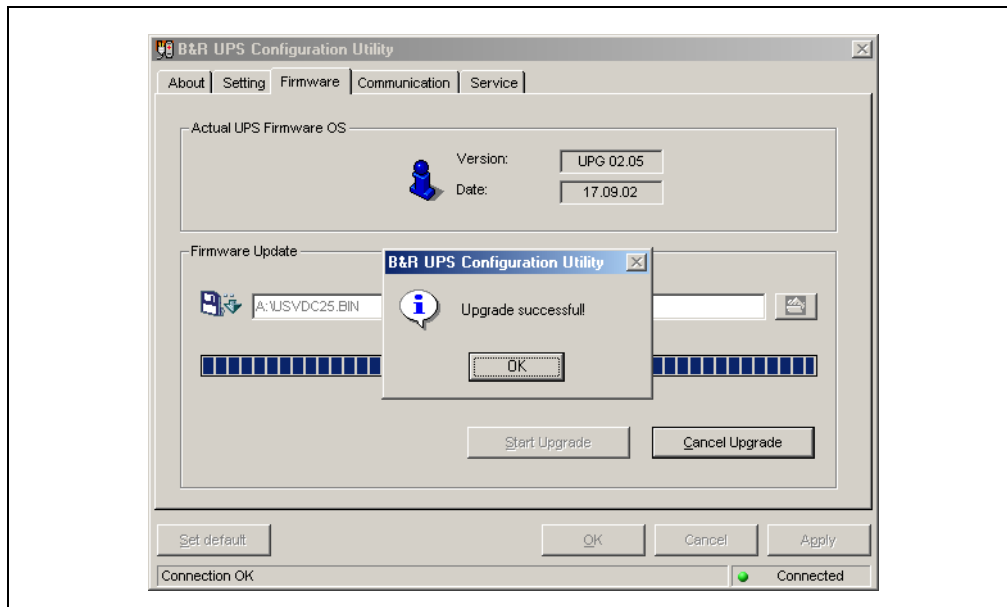 B&R UPS Configuration Utility
About Setting Firmware Communication Service
Actual UPS Firmware OS
Version: UPG 02.05
Date: 17.09.02
Firmware Update
B&R UPS Configuration Utility
A:\USVDC25.BIN
Upgrade successful!
OK
Start Upgrade Cancel Upgrade
Set default OK Cancel Apply
Connection OK Connected